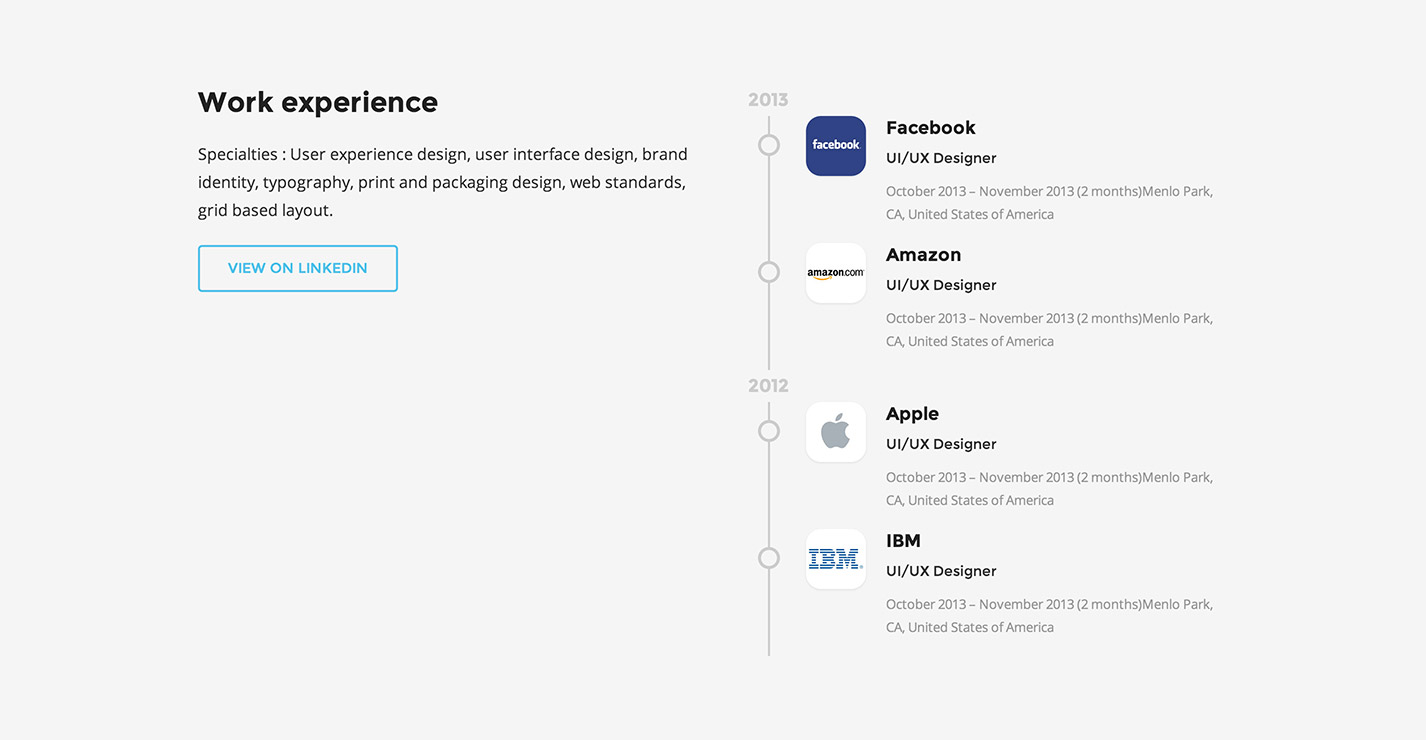 Work experience
Specialties : User experience design, user interface design, brand
identity, typography, print and packaging design, web standards,
grid based layout.
VIEW ON LINKEDIN
2013
facebook
Facebook
UI/UX Designer
October 2013 – November 2013 (2 months)Menlo Park,
CA, United States of America
amazon.com
Amazon
UI/UX Designer
October 2013 – November 2013 (2 months)Menlo Park,
CA, United States of America
2012
Apple
UI/UX Designer
October 2013 – November 2013 (2 months)Menlo Park,
CA, United States of America
IBM
IBM
UI/UX Designer
October 2013 – November 2013 (2 months)Menlo Park,
CA, United States of America